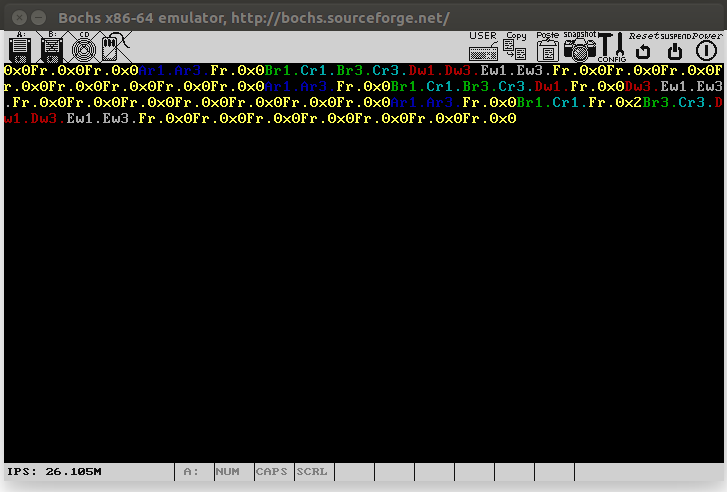 Bochs x86-64 emulator, http://bochs.sourceforge.net/
A: B: CD USER Copy Paste snapshot CONFIG Reset SUSPEND Power
0x0Fr.0x0Fr.0x0Ar1.Ar3.Fr.0x0Br1.Cr1.Br3.Cr3.Dw1.Dw3.Ew1.Ew3.Fr.0x0Fr.0x0Fr.0x0F
r.0x0Fr.0x0Fr.0x0Fr.0x0Fr.0x0Ar1.Ar3.Fr.0x0Br1.Cr1.Br3.Cr3.Dw1.Fr.0x0Dw3.Ew1.Ew3
.Fr.0x0Fr.0x0Fr.0x0Fr.0x0Fr.0x0Fr.0x0Fr.0x0Ar1.Ar3.Fr.0x0Br1.Cr1.Fr.0x2Br3.Cr3.D
w1.Dw3.Ew1.Ew3.Fr.0x0Fr.0x0Fr.0x0Fr.0x0Fr.0x0Fr.0x0Fr.0x0
IPS: 26.105M A: NUM CAPS SCRL